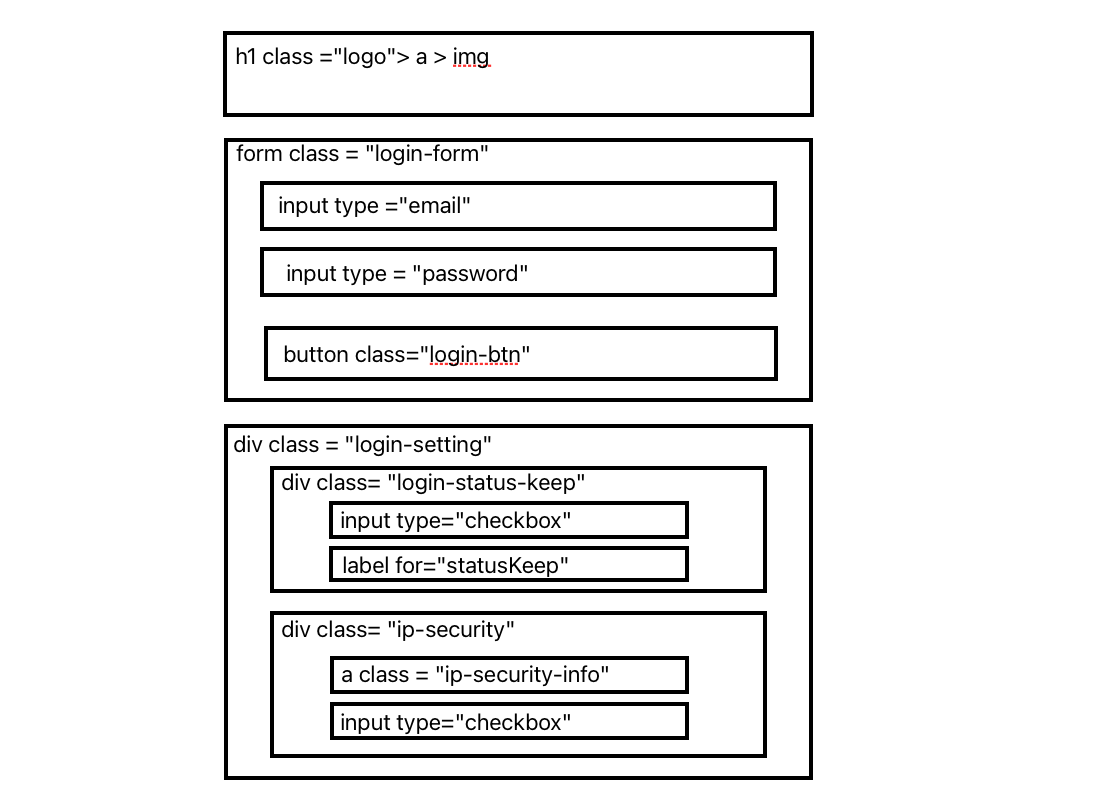 h1 class ="logo"> a > img
form class = "login-form"
input type ="email"
input type = "password"
button class="login-btn"
div class = "login-setting"
div class= "login-status-keep"
input type="checkbox"
label for="statusKeep"
div class= "ip-security"
a class = "ip-security-info"
input type="checkbox"